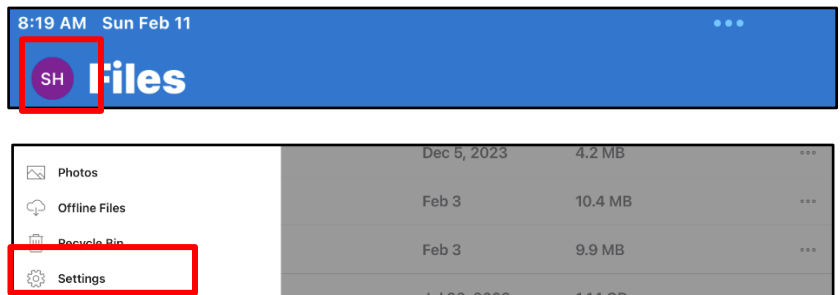 8:19 AM Sun Feb 11
SH Files
Dec 5, 2023 4.2 MB
Photos
Offline Files Feb 3 10.4 MB
Recycle Bin Feb 3 9.9 MB
Settings